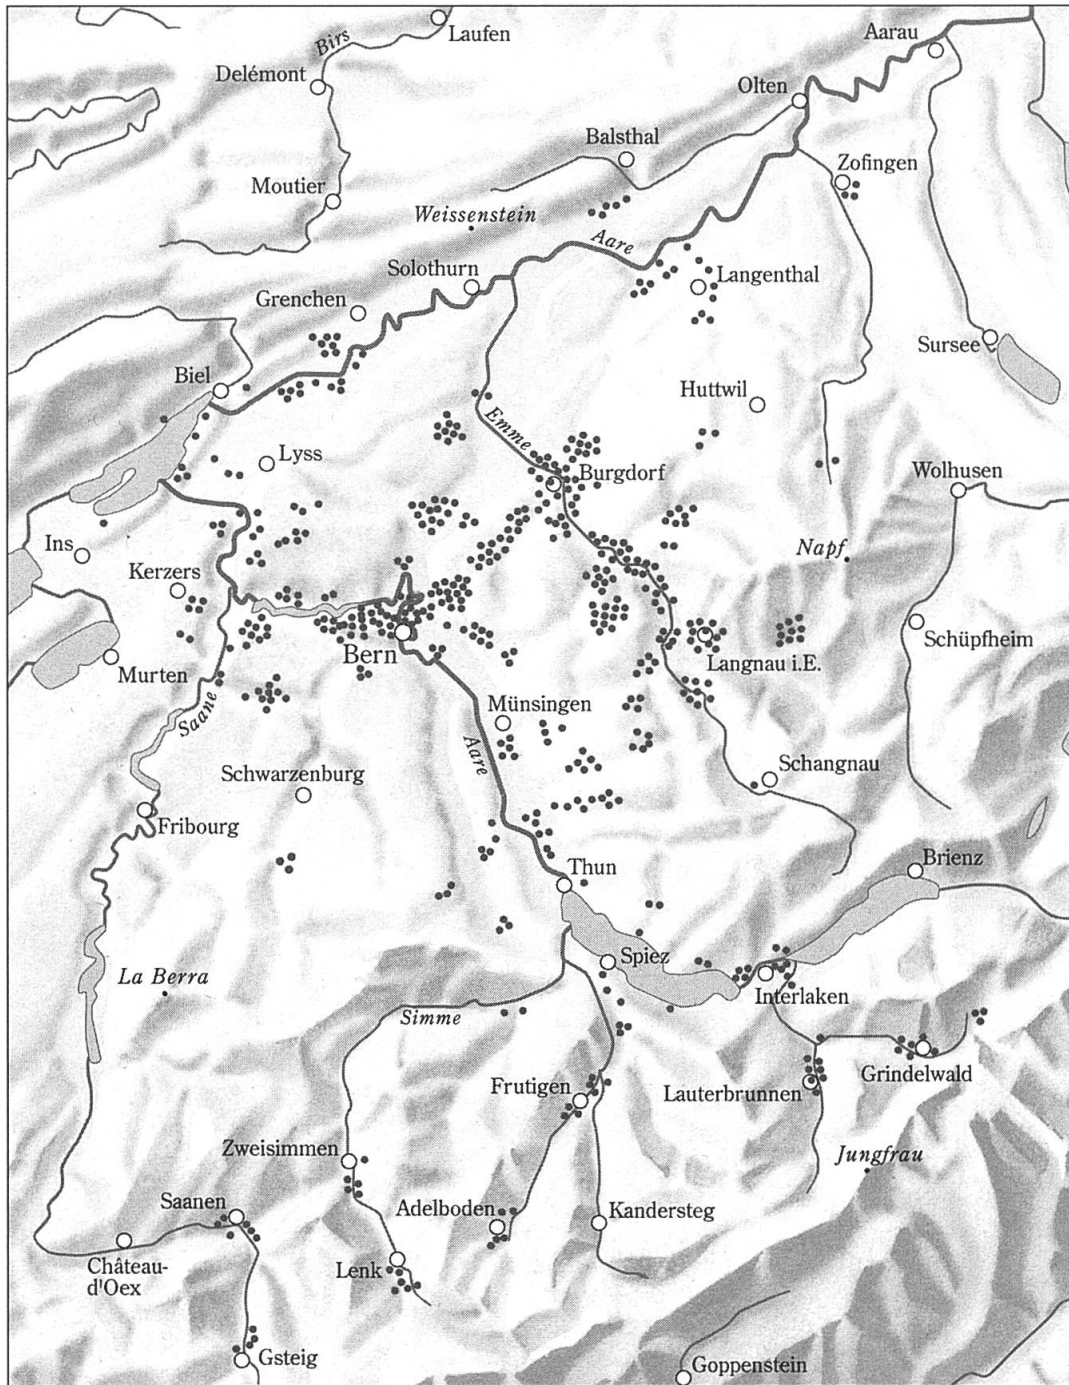 Laufen
Birs
Aarau
Delémont
Olten
Balsthal
Zofingen
Moutier
Weissenstein
Aare
Solothurn
Langenthal
Grenchen
Sursee
Biel
Huttwil
Emme
Lyss
Burgdorf
Wolhusen
Ins
Napf
Kerzers
Schüpfheim
Bern
Langnau i.E.
Murten
Saane
Münsingen
Aare
Schwarzenburg
Schangnau
Fribourg
Brienz
Thun
Spiez
La Berra
Interlaken
Simme
Grindelwald
Frutigen
Lauterbrunnen
Zweisimmen
Jungfrau
Saanen
Adelboden
Kandersteg
Château-
d'Oex
Lenk
Gsteig
Goppenstein